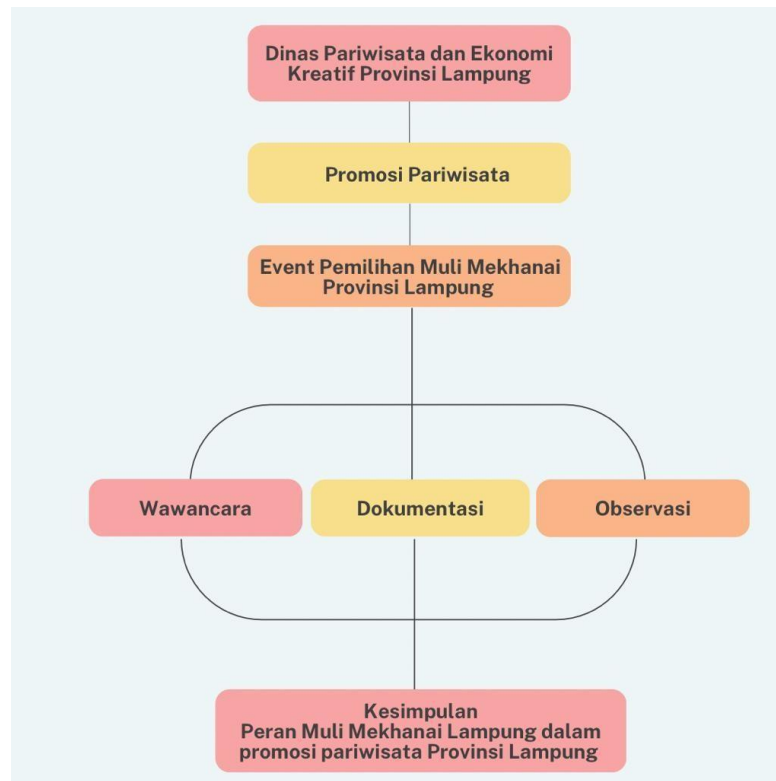 Dinas Pariwisata dan Ekonomi
Kreatif Provinsi Lampung
Promosi Pariwisata
Event Pemilihan Muli Mekhanai
Provinsi Lampung
Wawancara
Dokumentasi
Observasi
Kesimpulan
Peran Muli Mekhanai Lampung dalam
promosi pariwisata Provinsi Lampung